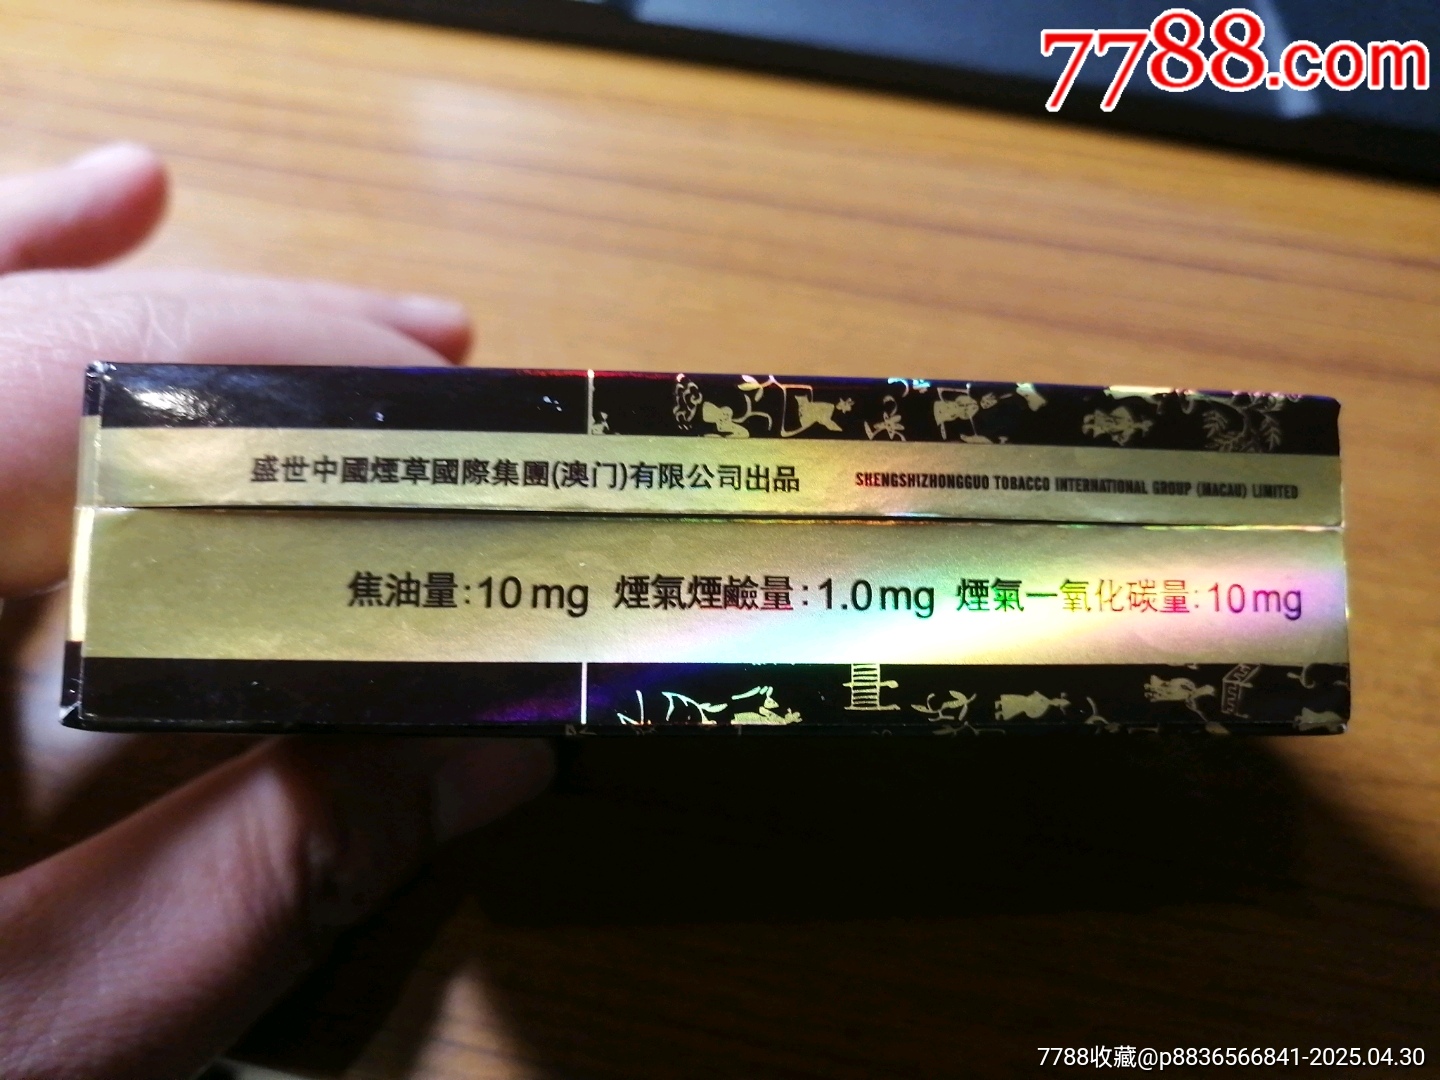 7788.com
盛世中國煙草國際集團(澳门)有限公司出品 SHENGSHIZHONGGUO TOBACCO INTERNATIONAL GROUP (MACAU) LIMITED
焦油量:10mg 煙氣煙鹼量:1.0mg 煙氣一氧化碳量:10mg
7788收藏@p8836566841-2025.04.30